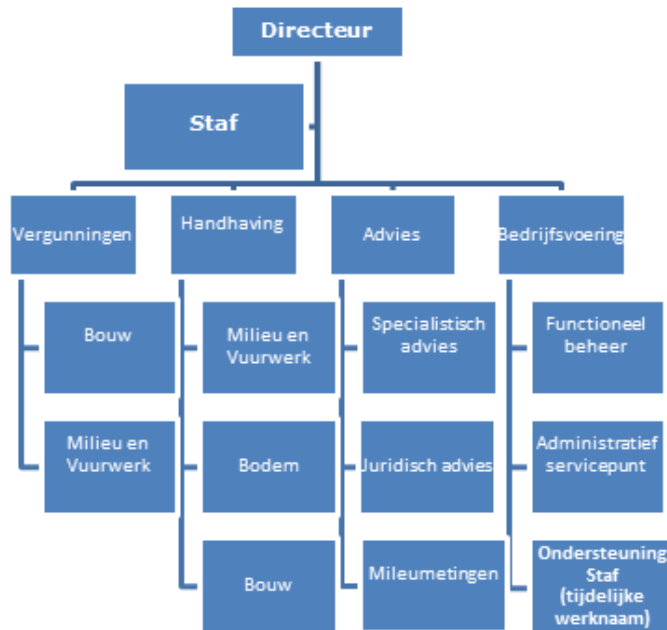 Directeur
Staf
Vergunningen
Handhaving
Advies
Bedrijfsvoering
Bouw
Milieu en
Vuurwerk
Specialistisch
advies
Functioneel
beheer
Milieu en
Vuurwerk
Bodem
Juridisch advies
Administratief
servicepunt
Bouw
Mileumetingen
Ondersteuning
Staf
(tijdelijke
werknaam)